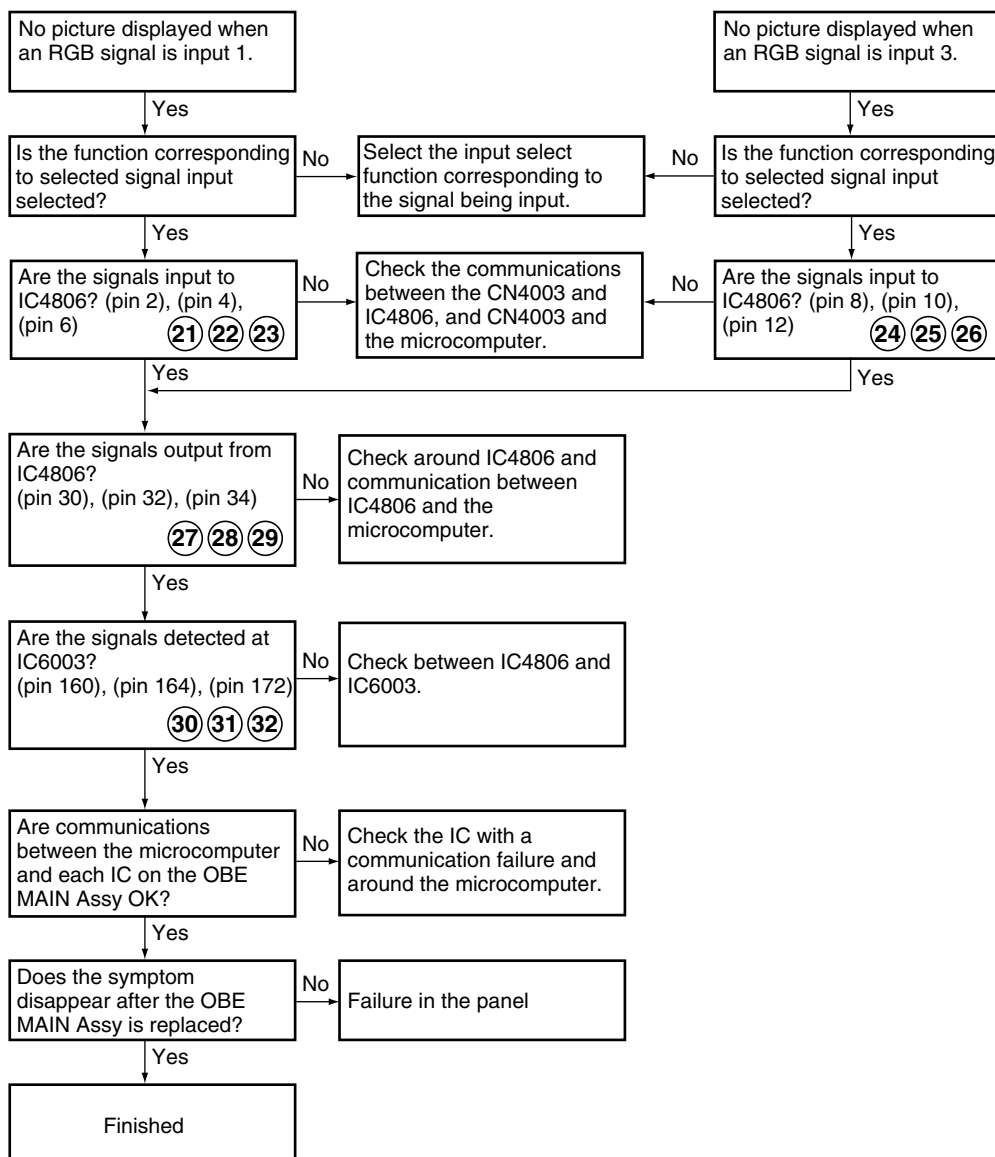 No picture displayed when
an RGB signal is input 1.
No picture displayed when
an RGB signal is input 3.
Yes
Yes
Is the function corresponding
to selected signal input
selected?
No
Select the input select
function corresponding to
the signal being input.
No
Is the function corresponding
to selected signal input
selected?
Yes
Yes
Are the signals input to
IC4806? (pin 2), (pin 4),
(pin 6)
21 22 23
No
Check the communications
between the CN4003 and
IC4806, and CN4003 and
the microcomputer.
No
Are the signals input to
IC4806? (pin 8), (pin 10),
(pin 12)
24 25 26
Yes
Yes
Are the signals output from
IC4806?
(pin 30), (pin 32), (pin 34)
27 28 29
No
Check around IC4806 and
communication between
IC4806 and the
microcomputer.
Yes
Are the signals detected at
IC6003?
(pin 160), (pin 164), (pin 172)
30 31 32
No
Check between IC4806 and
IC6003.
Yes
Are communications
between the microcomputer
and each IC on the OBE
MAIN Assy OK?
No
Check the IC with a
communication failure and
around the microcomputer.
Yes
Does the symptom
disappear after the OBE
MAIN Assy is replaced?
No
Failure in the panel
Yes
Finished